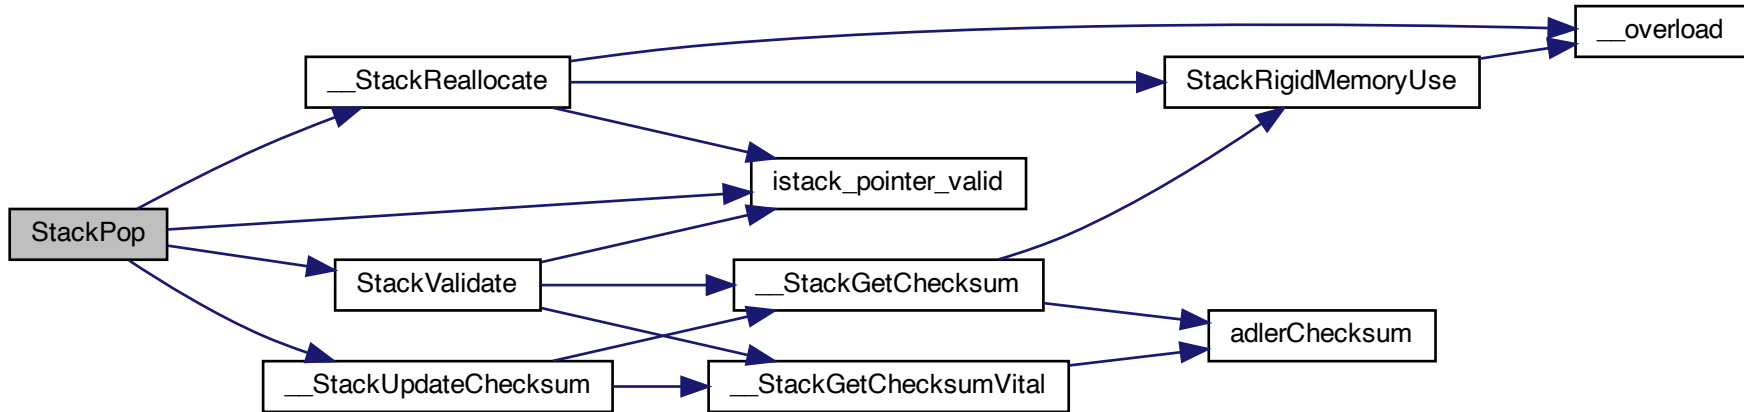 __overload
__StackReallocate
StackRigidMemoryUse
istack_pointer_valid
StackPop
StackValidate
__StackGetChecksum
adlerChecksum
__StackUpdateChecksum
__StackGetChecksumVital